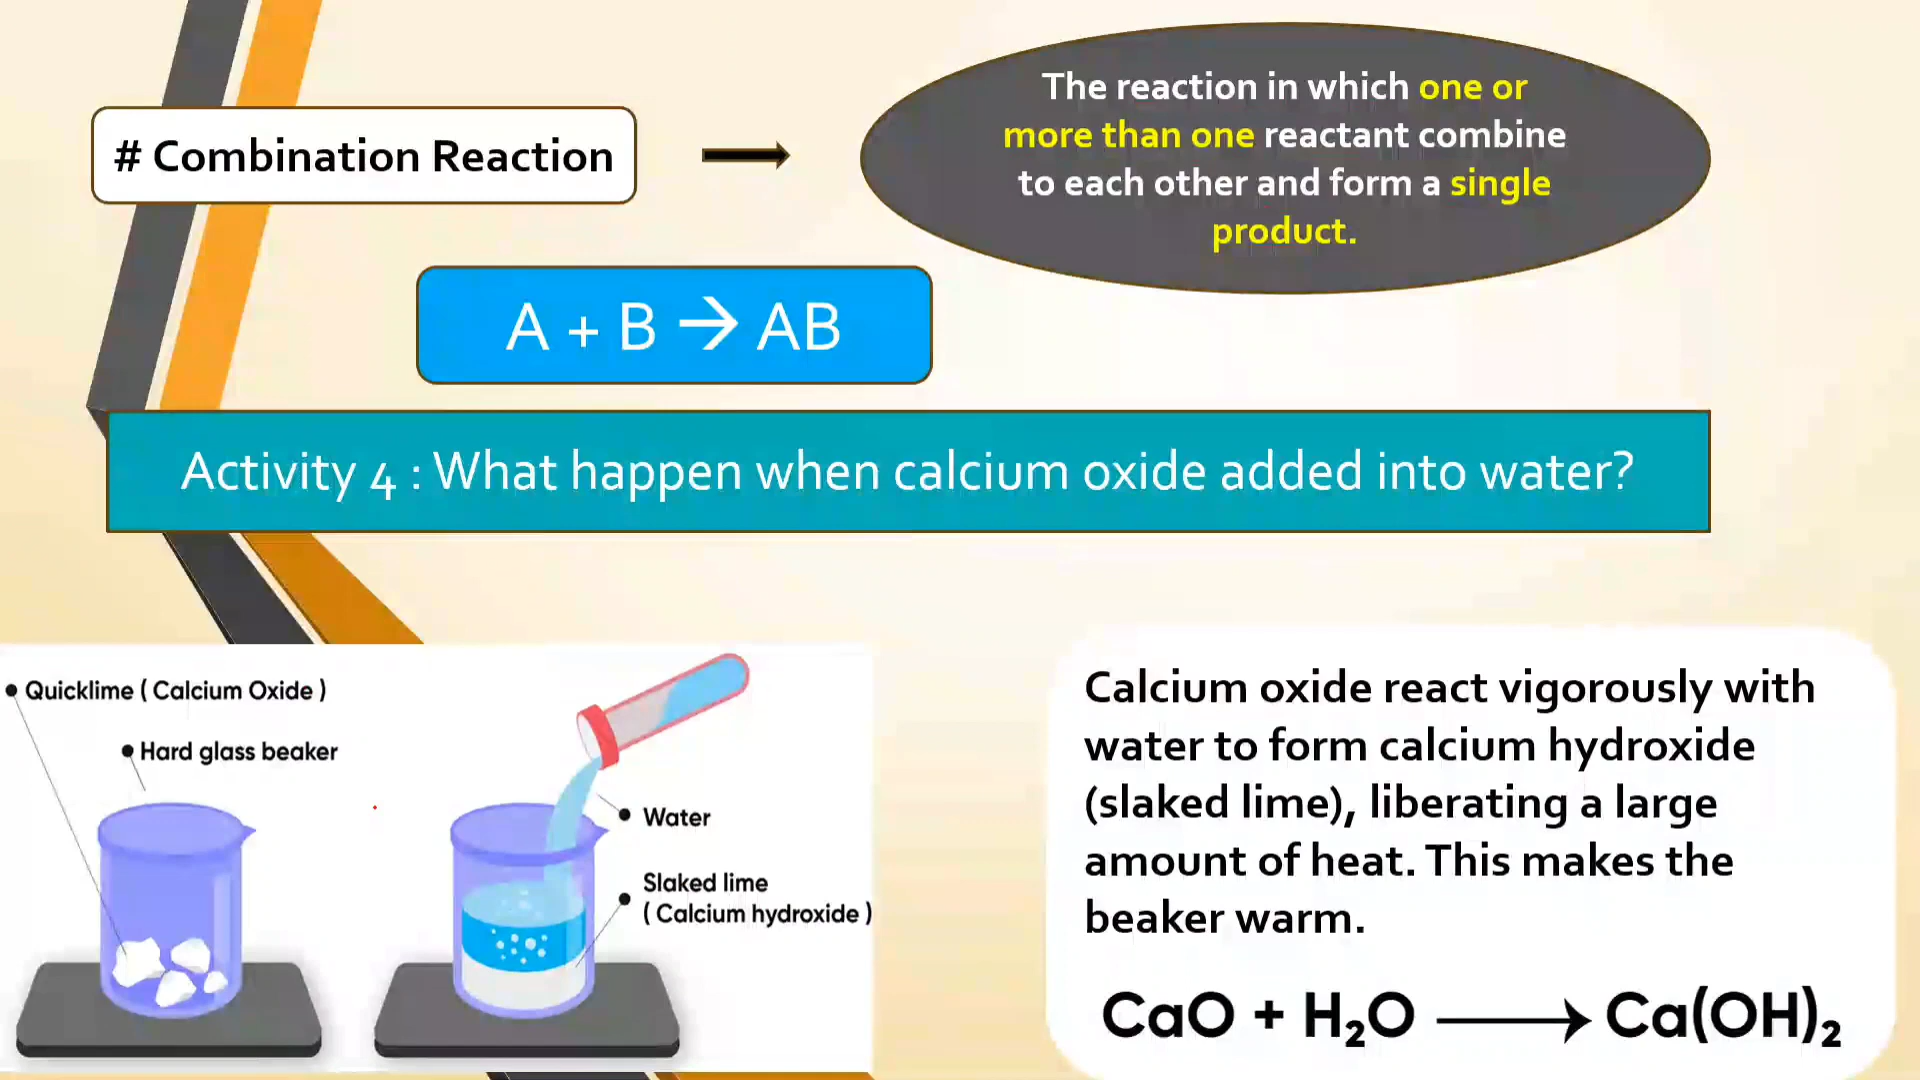 # Combination Reaction
The reaction in which one or
more than one reactant combine
to each other and form a single
product.
A + B → AB
Activity 4 : What happen when calcium oxide added into water?
Quicklime ( Calcium Oxide )
Hard glass beaker
Water
Slaked lime
( Calcium hydroxide )
Calcium oxide react vigorously with
water to form calcium hydroxide
(slaked lime), liberating a large
amount of heat. This makes the
beaker warm.
CaO + H₂O ⟶ Ca(OH)₂